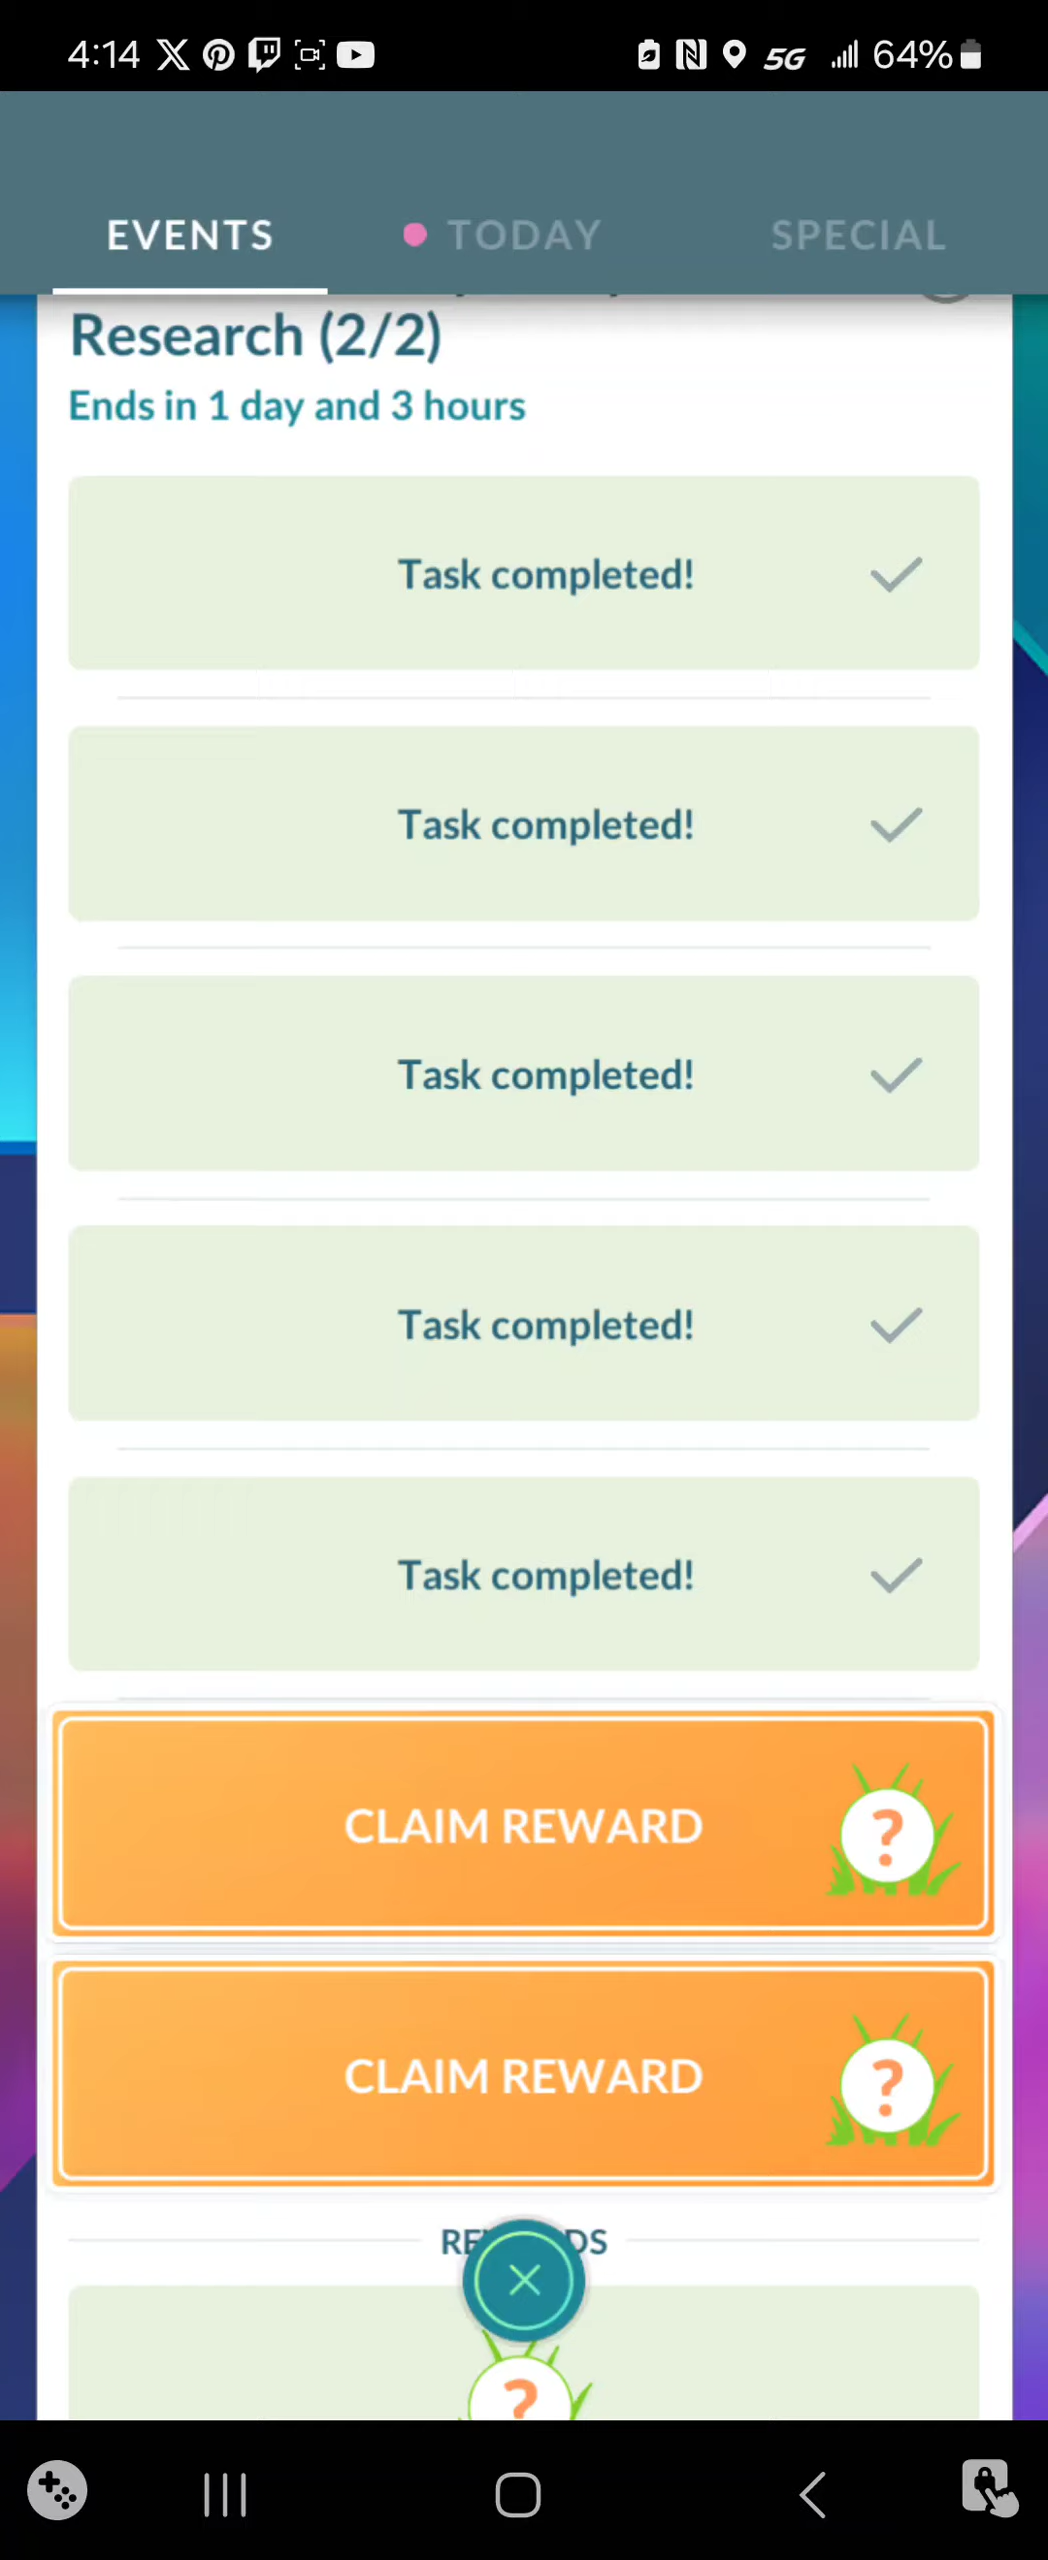 4:14 5G 64%
EVENTS TODAY SPECIAL
Research (2/2)
Ends in 1 day and 3 hours
Task completed!
Task completed!
Task completed!
Task completed!
Task completed!
CLAIM REWARD ?
CLAIM REWARD ?
?